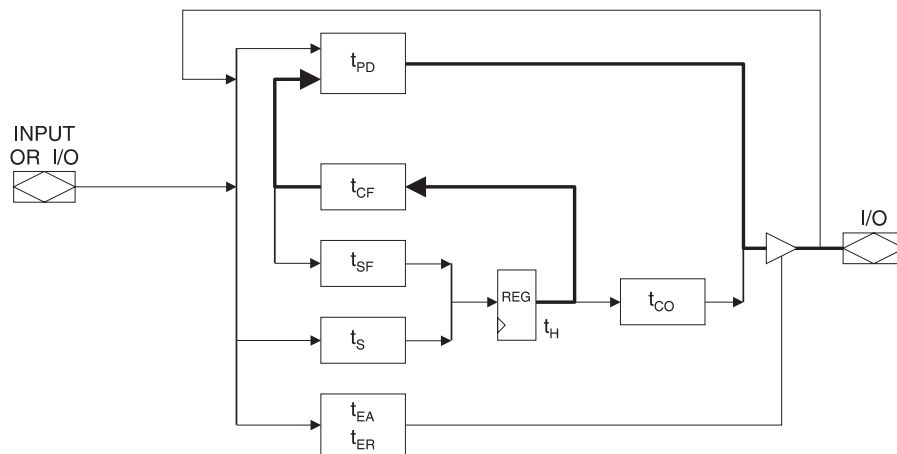 t_PD
INPUT
OR I/O
t_CF
I/O
t_SF
REG
t_CO
t_H
t_S
t_EA
t_ER